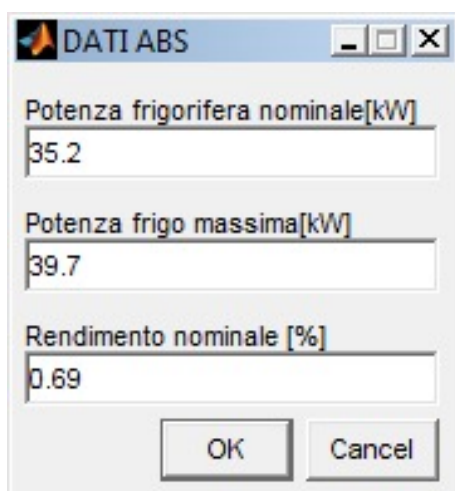 DATI ABS
Potenza frigorifera nominale[kW]
35.2
Potenza frigo massima[kW]
39.7
Rendimento nominale [%]
0.69
OK Cancel